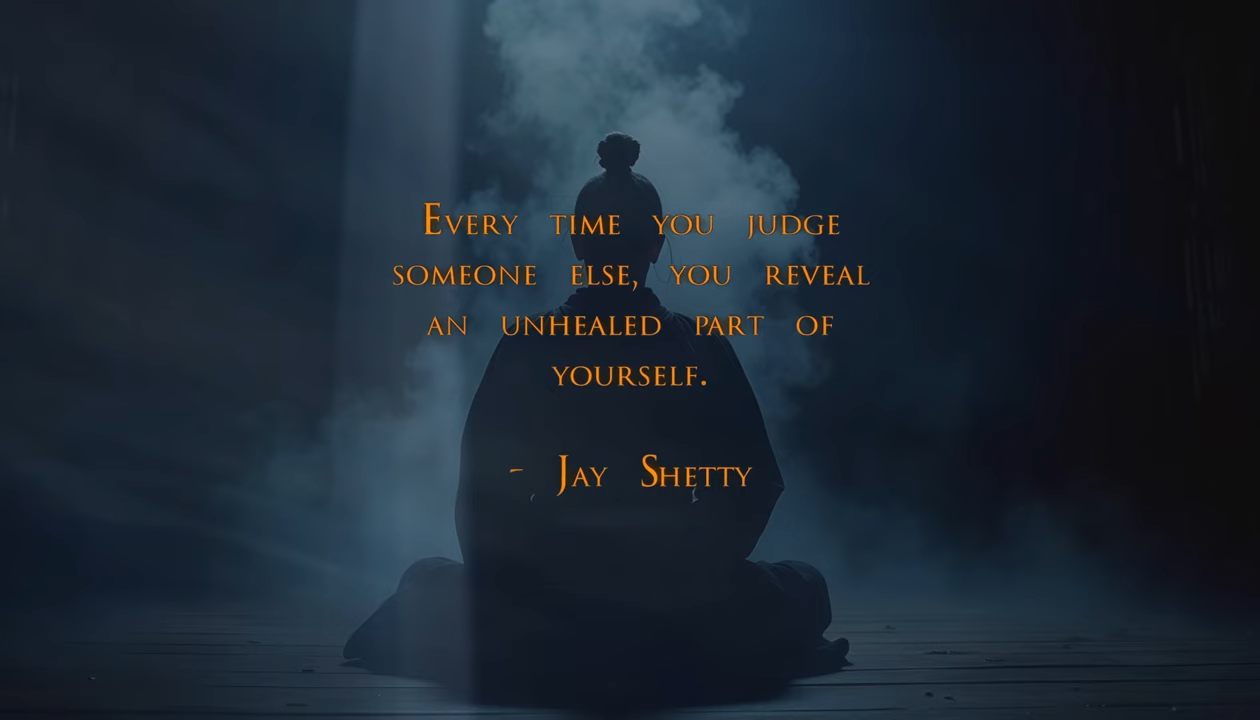 Every time you judge
someone else, you reveal
an unhealed part of
yourself.
- Jay Shetty